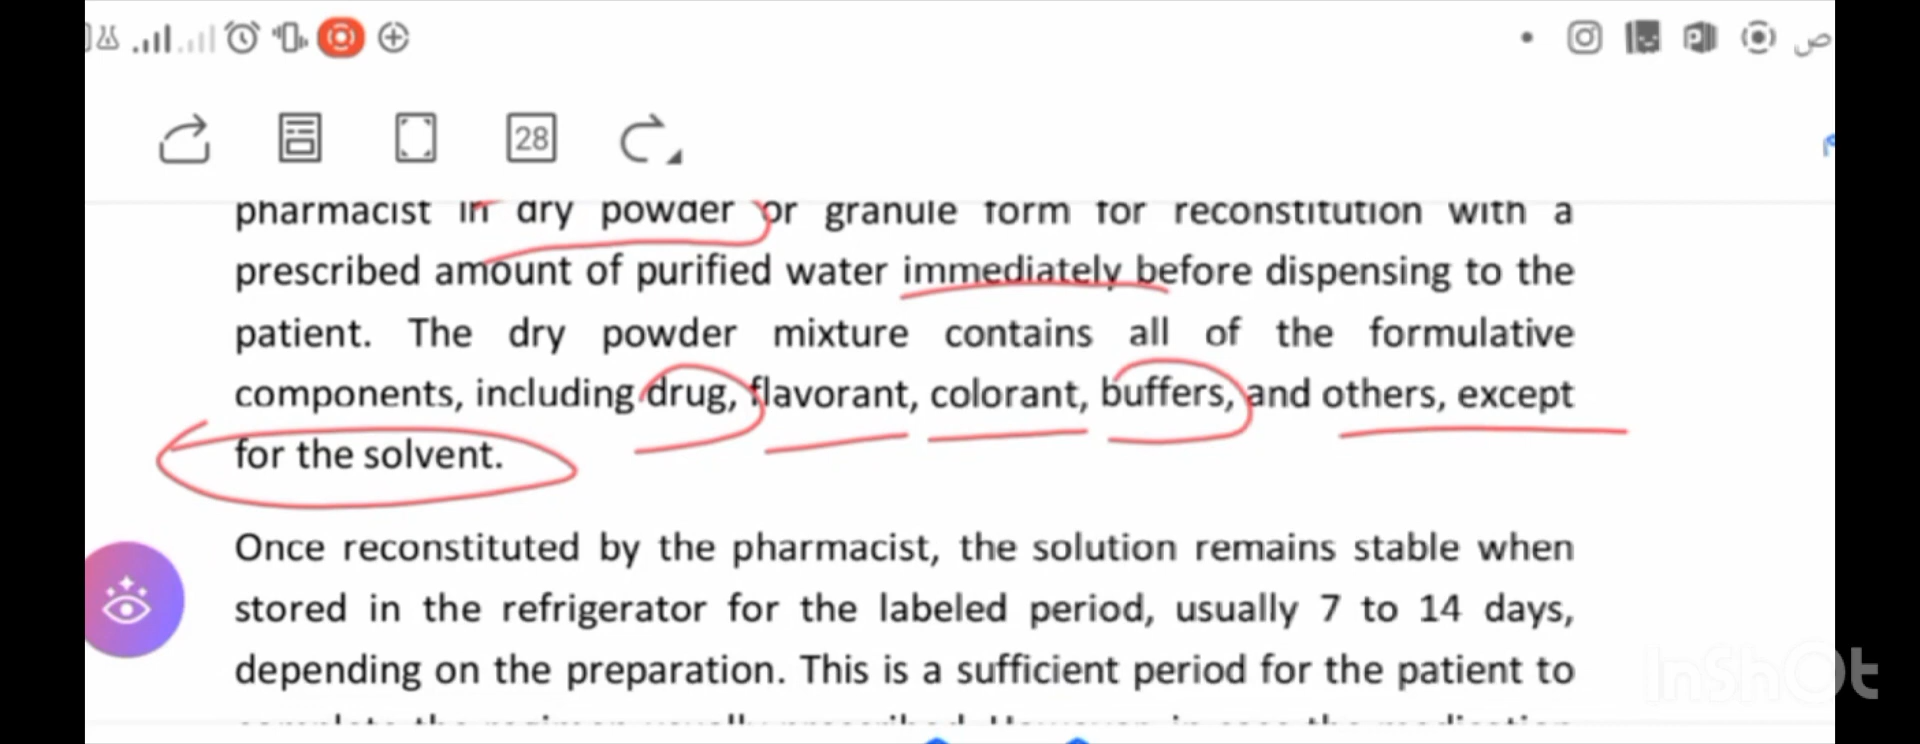 ص
28
pharmacist in dry powder or granule form for reconstitution with a
prescribed amount of purified water immediately before dispensing to the
patient. The dry powder mixture contains all of the formulative
components, including drug, flavorant, colorant, buffers, and others, except
for the solvent.
Once reconstituted by the pharmacist, the solution remains stable when
stored in the refrigerator for the labeled period, usually 7 to 14 days,
depending on the preparation. This is a sufficient period for the patient to
InShOt